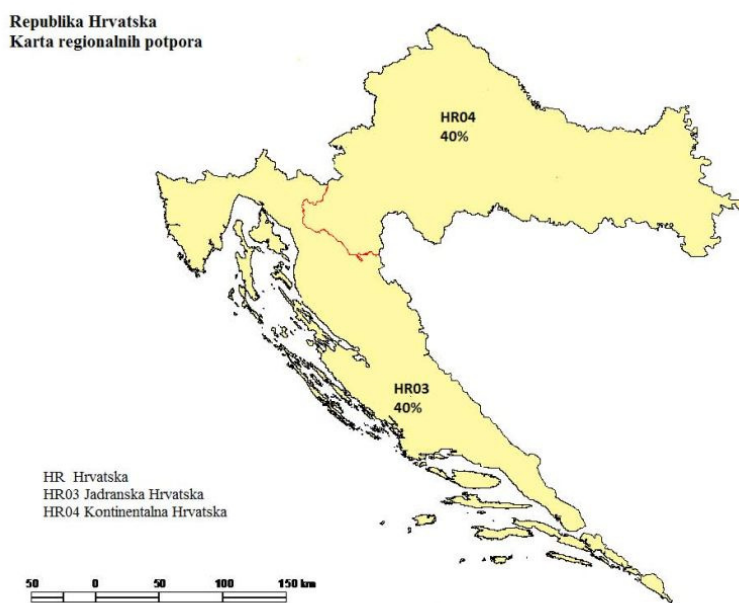 Republika Hrvatska
Karta regionalnih potpora
HR04
40%
HR03
40%
HR Hrvatska
HR03 Jadranska Hrvatska
HR04 Kontinentalna Hrvatska
50 0 50 100 150 km